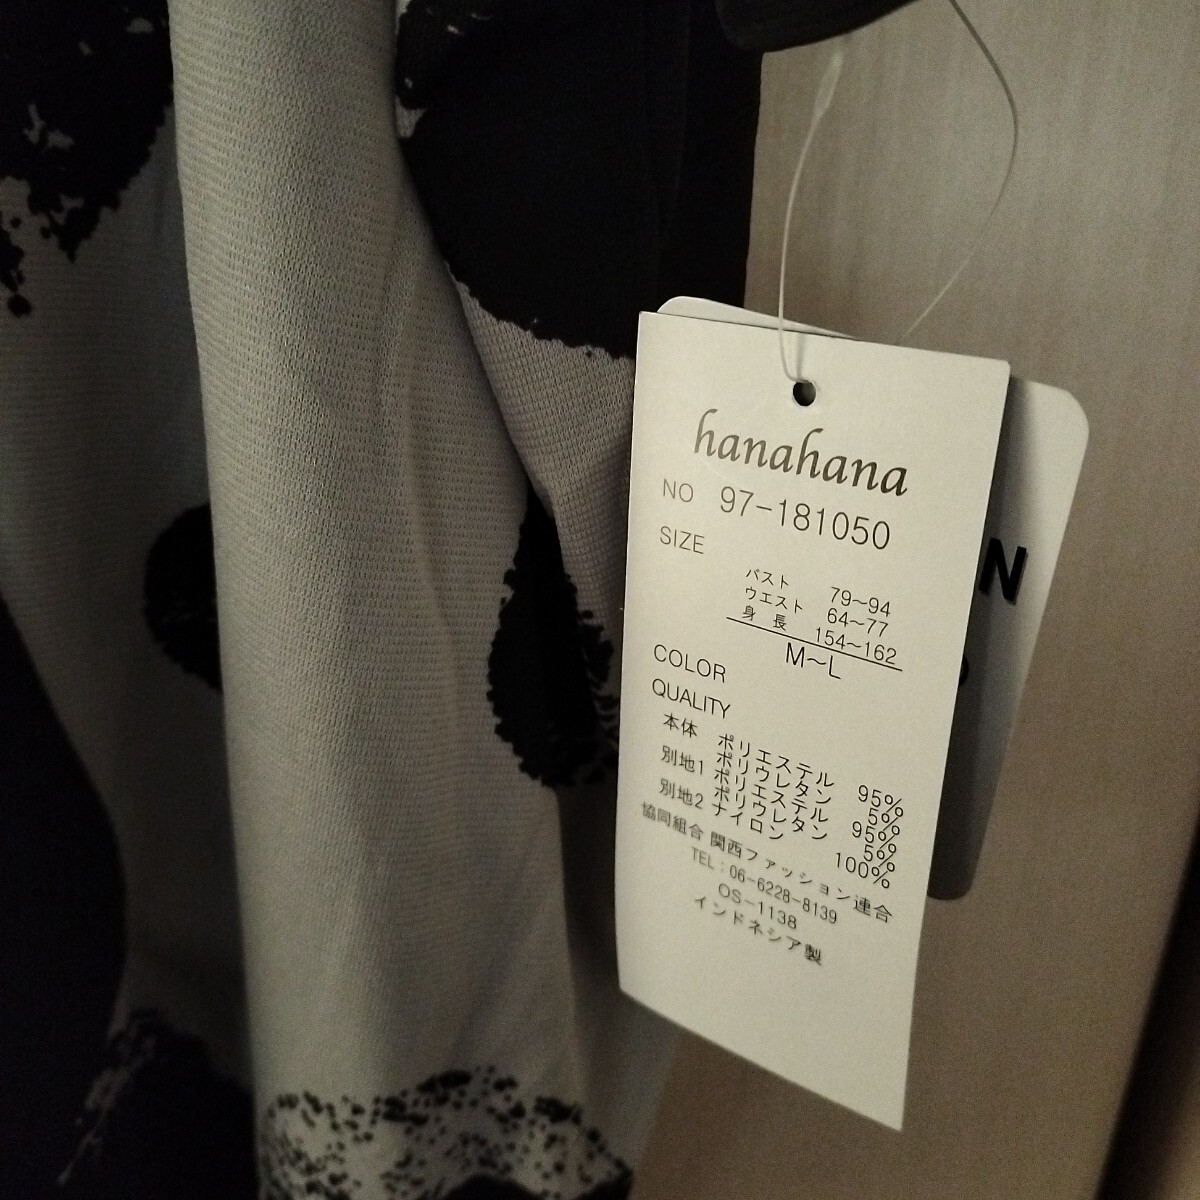 hanahana
NO 97-181050
SIZE
バスト 79〜94
ウエスト 64〜77
身長 154〜162
M〜L
COLOR
QUALITY
本体 ポリエステル 95%
ポリウレタン 5%
別地1 ポリエステル 95%
ポリウレタン 5%
別地2 ナイロン 100%
協同組合 関西ファッション連合
TEL:06-6228-8139
OS-1138
インドネシア製
N